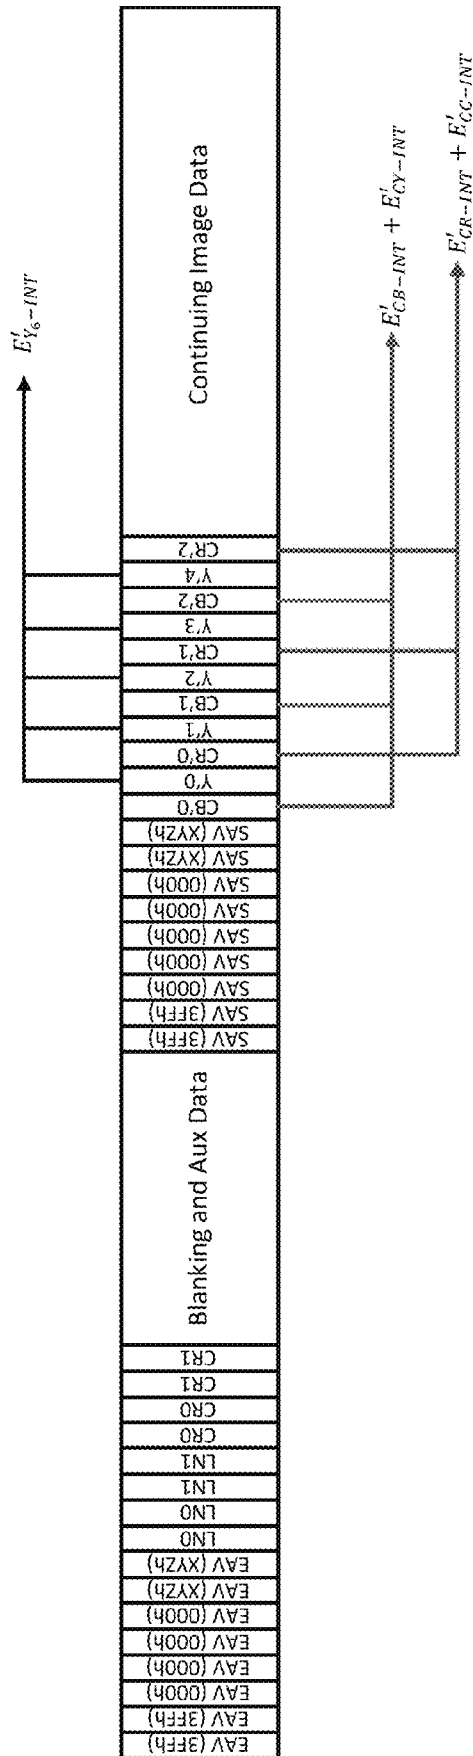 E'Y₆-INT
EAV (3FFh)
EAV (3FFh)
EAV (000h)
EAV (000h)
EAV (000h)
EAV (000h)
EAV (XYZh)
EAV (XYZh)
LN0
LN0
LN1
LN1
CR0
CR0
CR1
CR1
Blanking and Aux Data
SAV (3FFh)
SAV (3FFh)
SAV (000h)
SAV (000h)
SAV (000h)
SAV (000h)
SAV (000h)
SAV (XYZh)
SAV (XYZh)
CB'0
Y'0
CR'0
Y'1
CB'1
Y'2
CR'1
Y'3
CB'2
Y'4
CR'2
Continuing Image Data
E'CB-INT + E'CY-INT
E'CR-INT + E'CC-INT